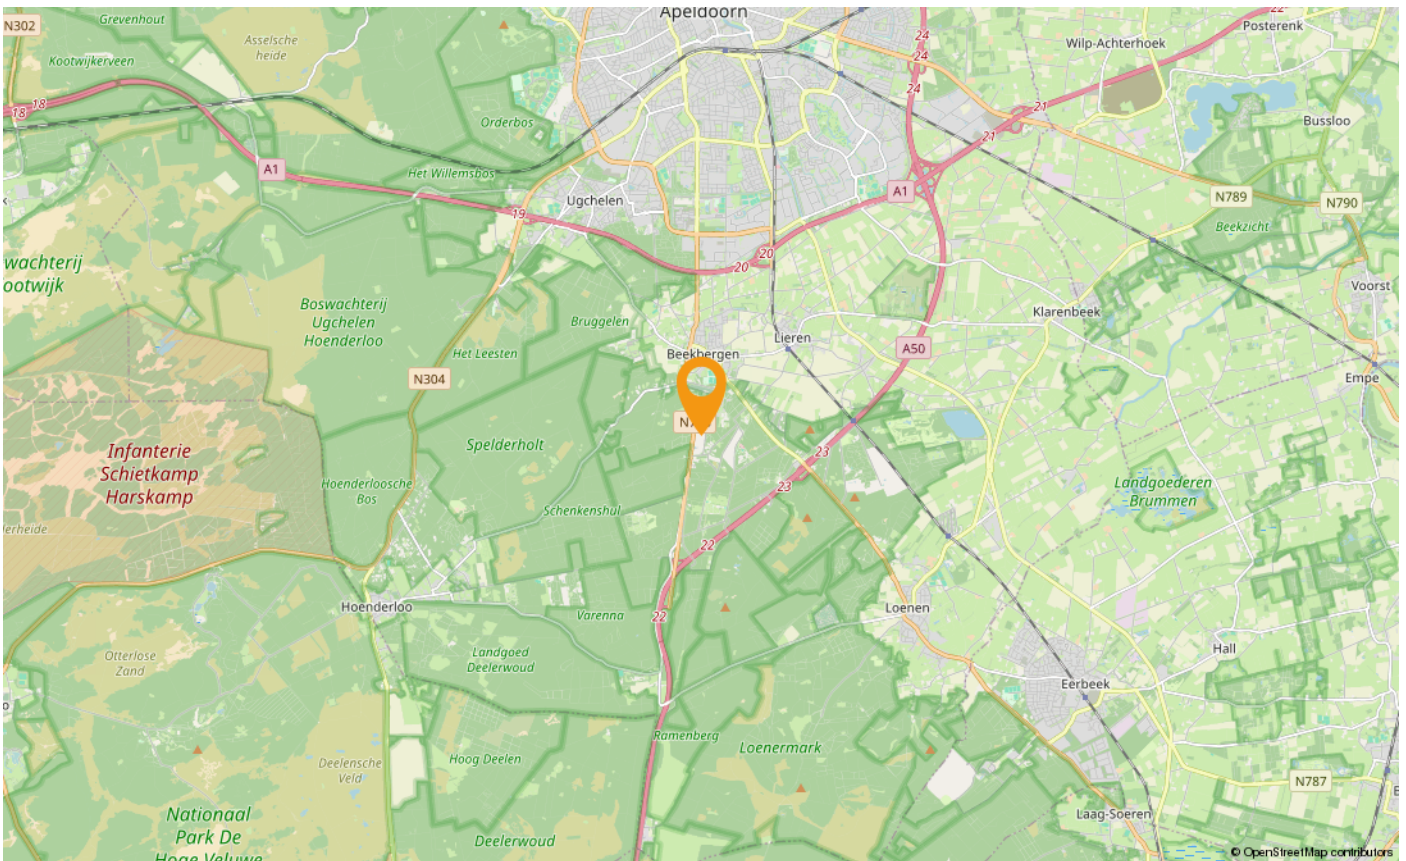 Apeldoorn
22
Grevenhout
N302
Posterenk
24
Asselsche
heide
Wilp-Achterhoek
24
Kootwijkerveen
24
18
18
21
Orderbos
21
Bussloo
A1
Het Willemsbos
A1
N789
N790
Ugchelen
19
Beekzicht
20
20
wachterij
ootwijk
Voorst
Boswachterij
Ugchelen
Hoenderloo
Klarenbeek
Bruggelen
Lieren
A50
Het Leesten
Beekbergen
N304
Empe
Infanterie
Schietkamp
Harskamp
Spelderholt
23
Hoenderloosche
Bos
23
Landgoederen
Brummen
Schenkenshul
lerheide
22
Hoenderloo
Varenna
22
Loenen
Otterlose
Zand
Landgoed
Deelerwoud
Hall
Eerbeek
Ramenberg
Loenermark
Deelensche
Veld
Hoog Deelen
N787
Nationaal
Park De
Hoge Veluwe
Deelerwoud
Laag-Soeren
© OpenStreetMap contributors